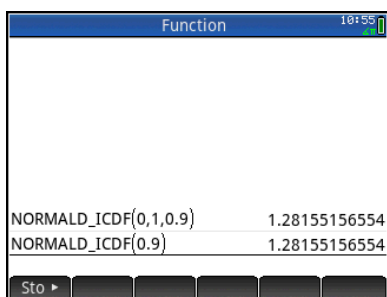 Function
10:55
∡π
NORMALD_ICDF(0,1,0.9) 1.28155156554
NORMALD_ICDF(0.9) 1.28155156554
Sto ►